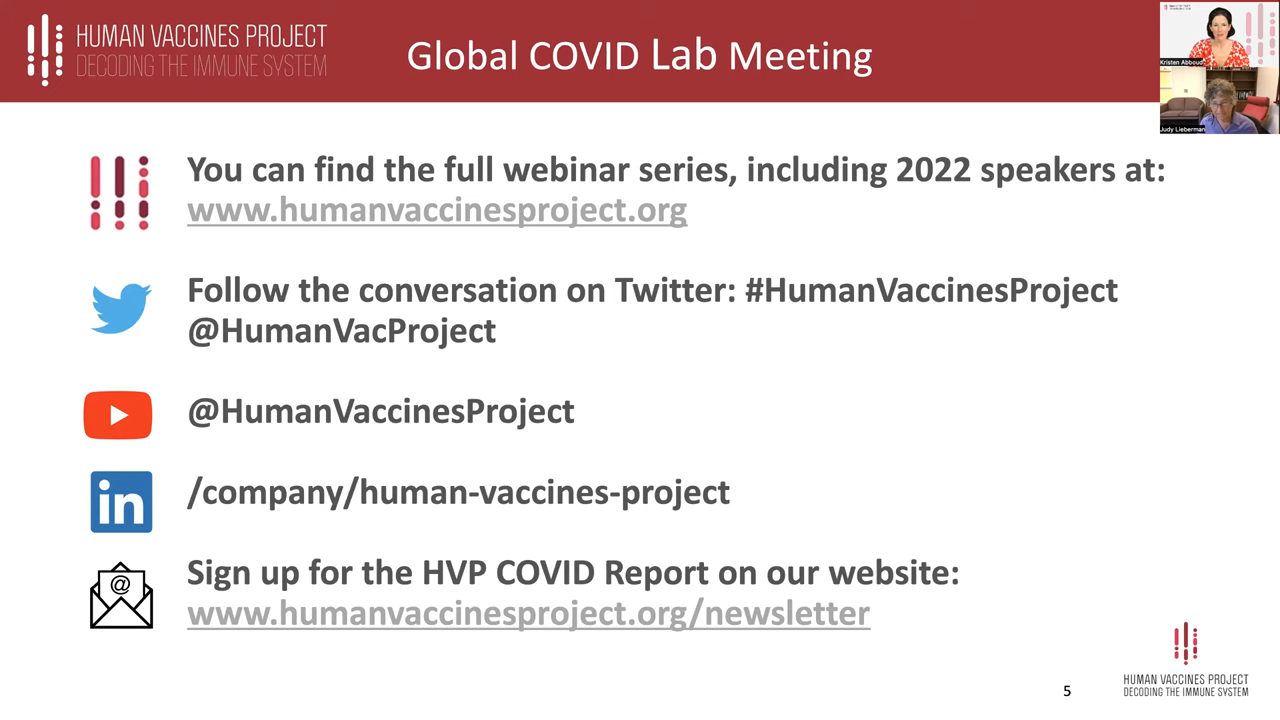 HUMAN VACCINES PROJECT
DECODING THE IMMUNE SYSTEM
Global COVID Lab Meeting
Kristen Abboud
Judy Lieberman
You can find the full webinar series, including 2022 speakers at:
www.humanvaccinesproject.org
Follow the conversation on Twitter: #HumanVaccinesProject
@HumanVacProject
@HumanVaccinesProject
in
/company/human-vaccines-project
@
Sign up for the HVP COVID Report on our website:
www.humanvaccinesproject.org/newsletter
5
HUMAN VACCINES PROJECT
DECODING THE IMMUNE SYSTEM